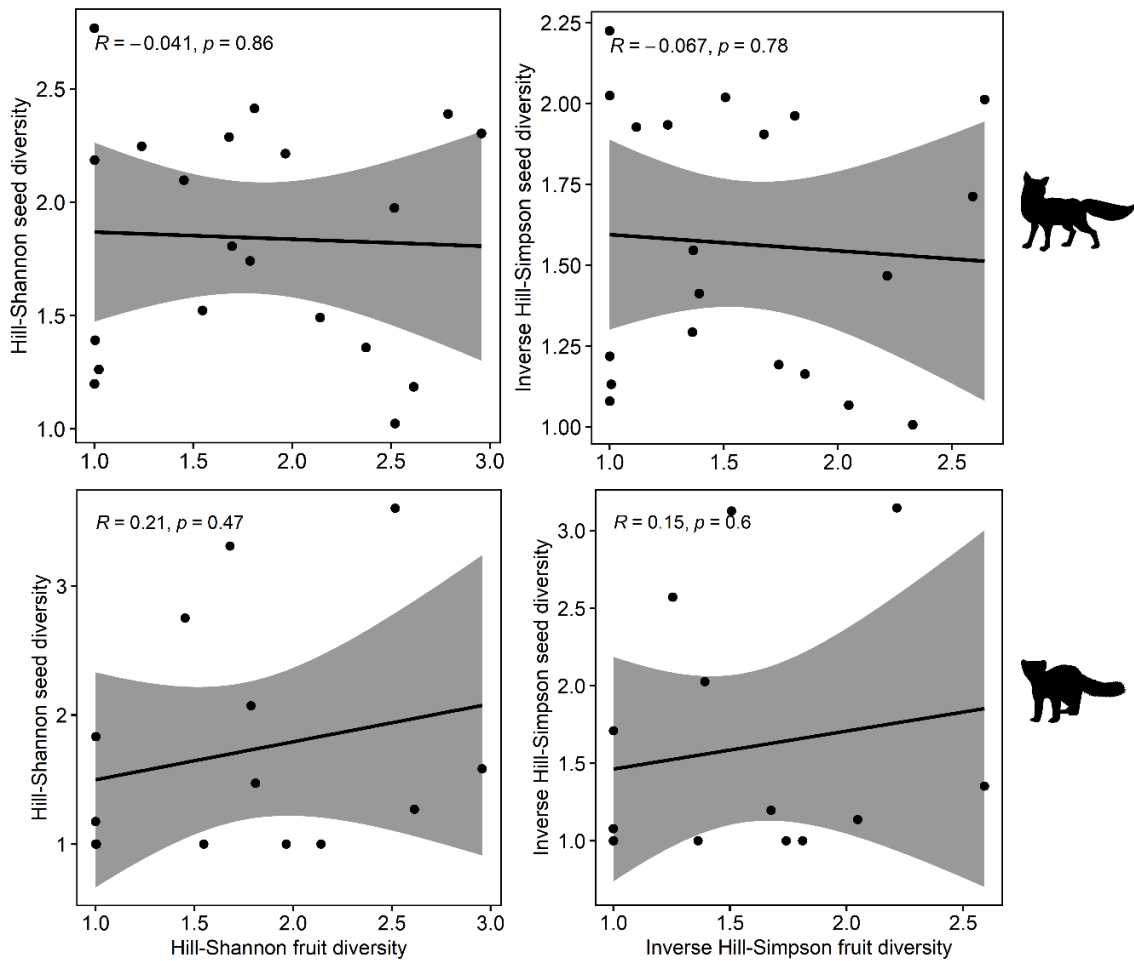 R = −0.041, p = 0.86
Hill-Shannon seed diversity
2.5
2.0
1.5
1.0
1.0 1.5 2.0 2.5 3.0
R = −0.067, p = 0.78
Inverse Hill-Simpson seed diversity
2.25
2.00
1.75
1.50
1.25
1.00
1.0 1.5 2.0 2.5
R = 0.21, p = 0.47
Hill-Shannon seed diversity
3
2
1
1.0 1.5 2.0 2.5 3.0
Hill-Shannon fruit diversity
R = 0.15, p = 0.6
Inverse Hill-Simpson seed diversity
3.0
2.5
2.0
1.5
1.0
1.0 1.5 2.0 2.5
Inverse Hill-Simpson fruit diversity